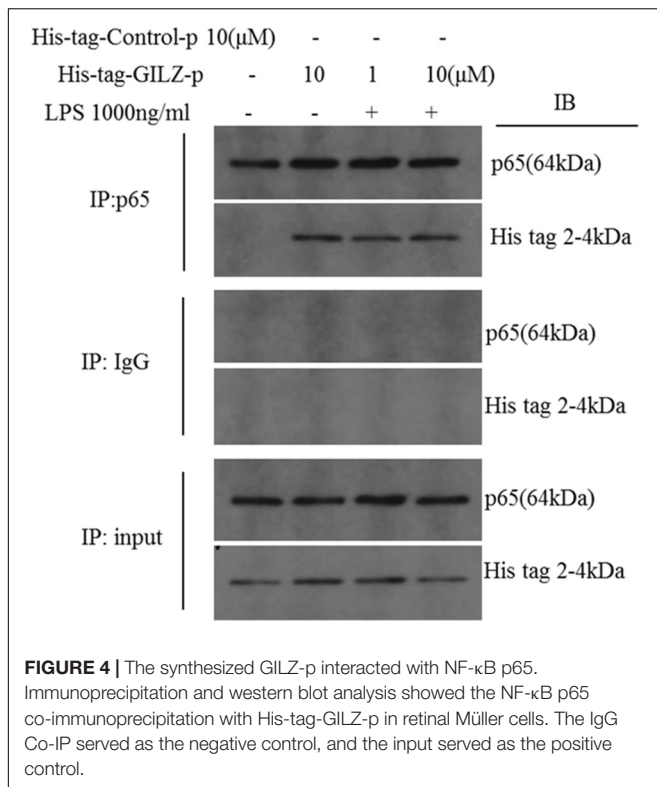 His-tag-Control-p 10(μM) - - -
His-tag-GILZ-p - 10 1 10(μM)
LPS 1000ng/ml - - + +
IB
IP:p65
p65(64kDa)
His tag 2-4kDa
IP: IgG
p65(64kDa)
His tag 2-4kDa
IP: input
p65(64kDa)
His tag 2-4kDa
FIGURE 4 | The synthesized GILZ-p interacted with NF-κB p65.
Immunoprecipitation and western blot analysis showed the NF-κB p65
co-immunoprecipitation with His-tag-GILZ-p in retinal Müller cells. The IgG
Co-IP served as the negative control, and the input served as the positive
control.